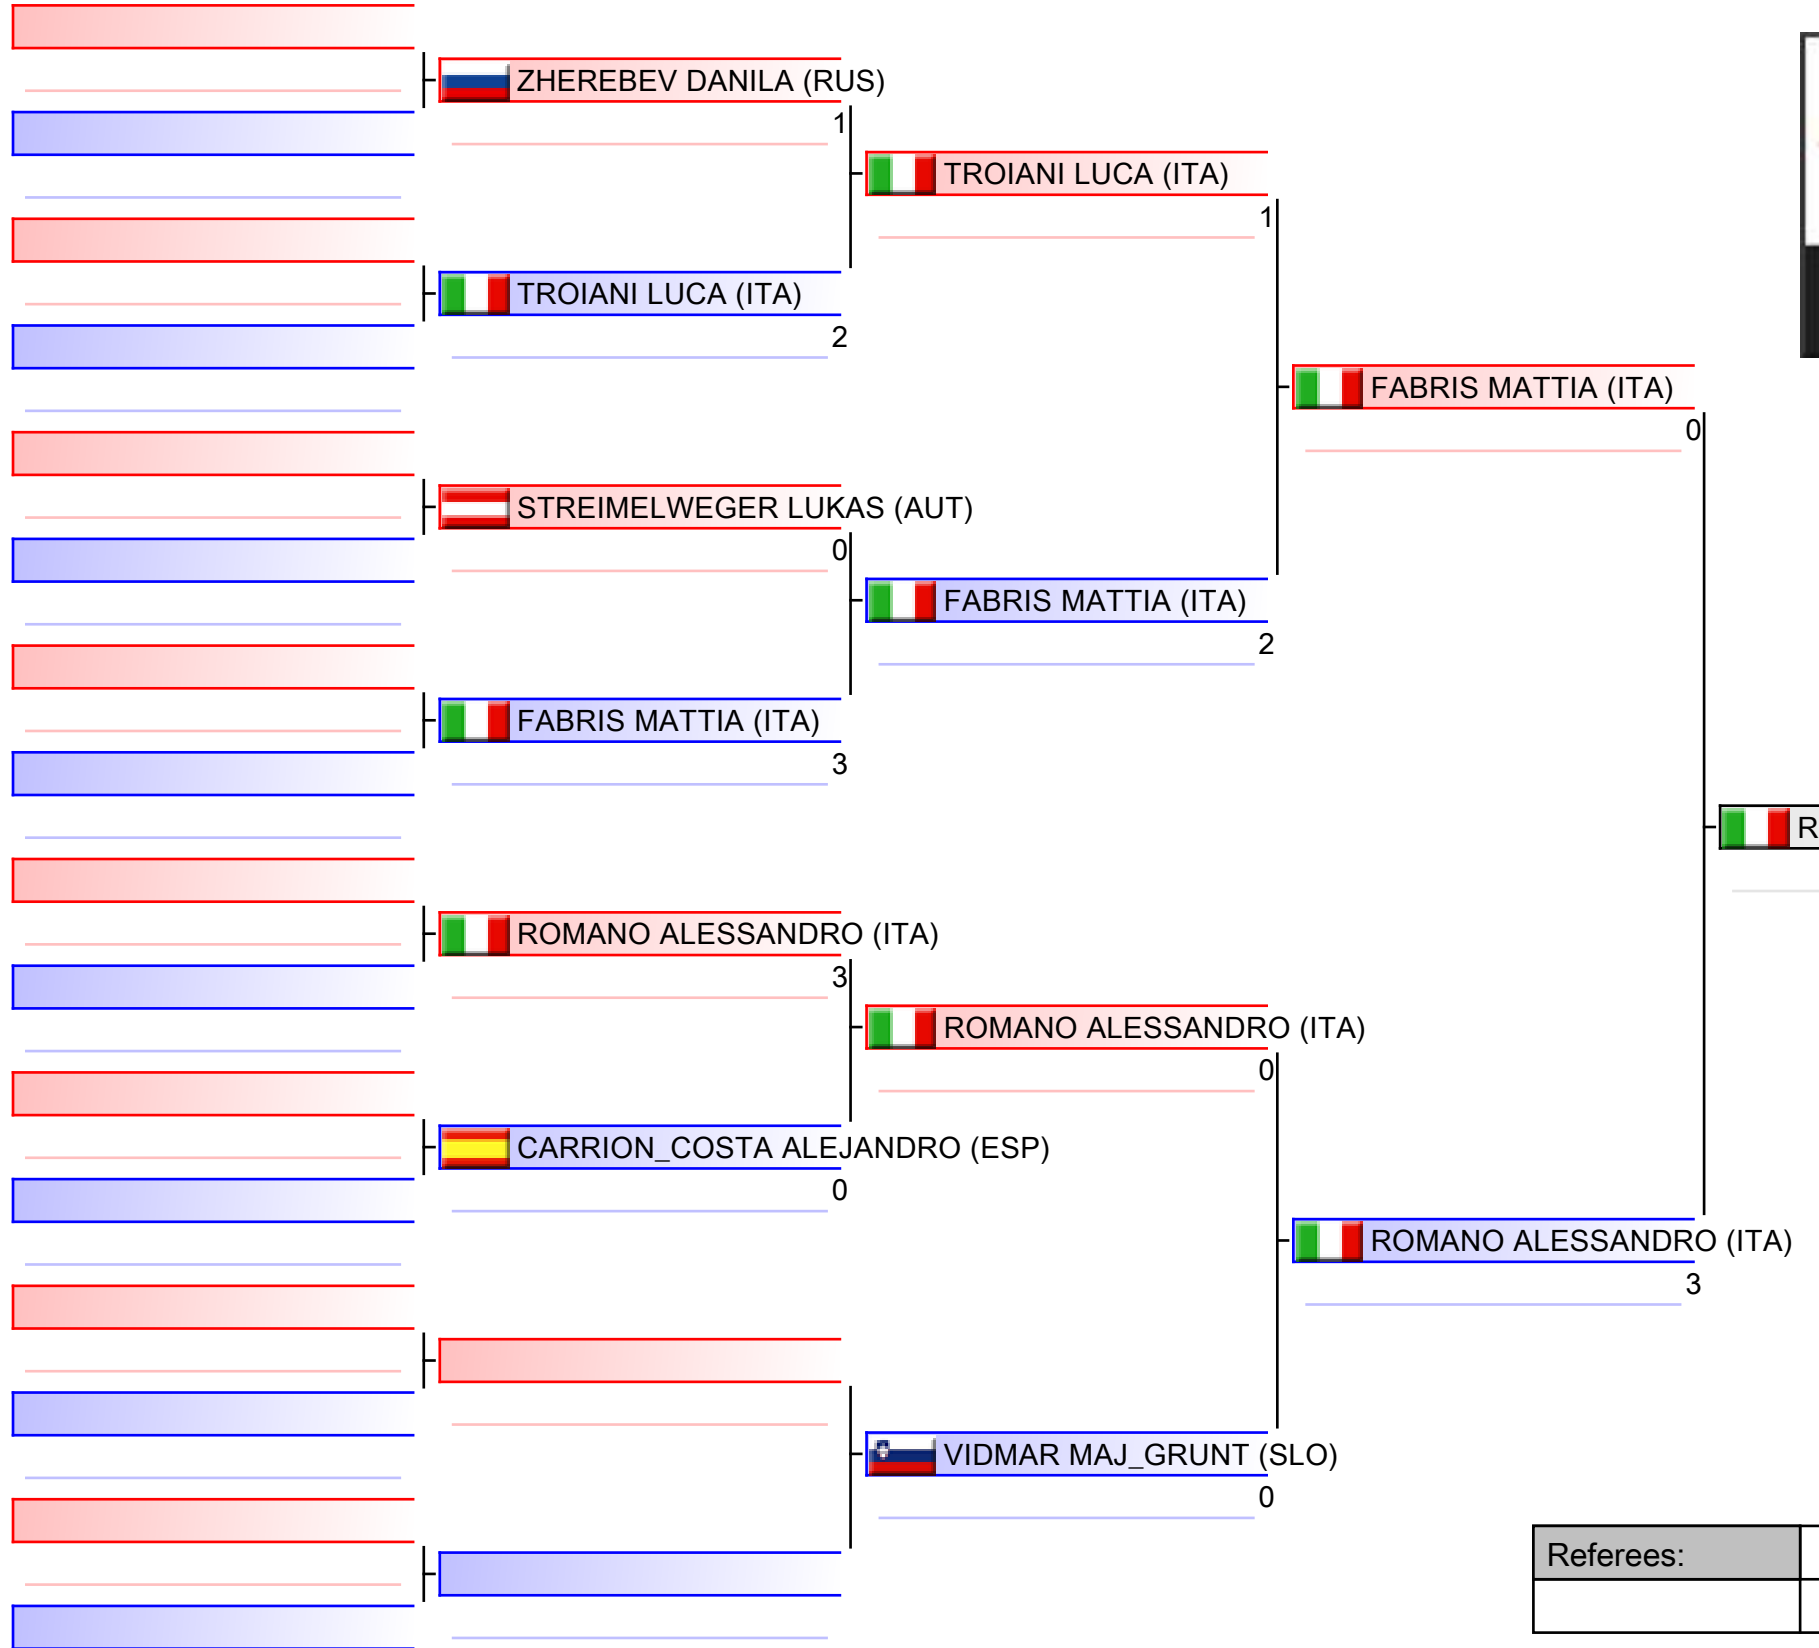 ZHEREBEV DANILA (RUS)
1
TROIANI LUCA (ITA)
1
TROIANI LUCA (ITA)
2
FABRIS MATTIA (ITA)
0
STREIMELWEGER LUKAS (AUT)
0
FABRIS MATTIA (ITA)
2
FABRIS MATTIA (ITA)
3
R
ROMANO ALESSANDRO (ITA)
3
ROMANO ALESSANDRO (ITA)
0
CARRION_COSTA ALEJANDRO (ESP)
0
ROMANO ALESSANDRO (ITA)
3
VIDMAR MAJ_GRUNT (SLO)
0
Referees: